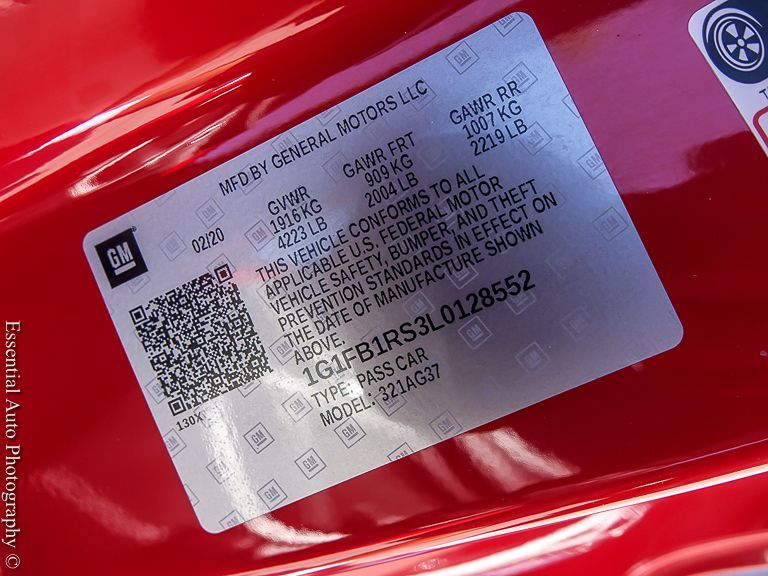 MFD BY GENERAL MOTORS LLC
02/20
GVWR
1916 KG
4223 LB
GAWR FRT
909 KG
2004 LB
GAWR RR
1007 KG
2219 LB
GM
THIS VEHICLE CONFORMS TO ALL
APPLICABLE U.S. FEDERAL MOTOR
VEHICLE SAFETY, BUMPER, AND THEFT
PREVENTION STANDARDS IN EFFECT ON
THE DATE OF MANUFACTURE SHOWN
ABOVE.
1G1FB1RS3L0128552
TYPE: PASS CAR
MODEL: 321AG37
130X
Essential Auto Photography ©